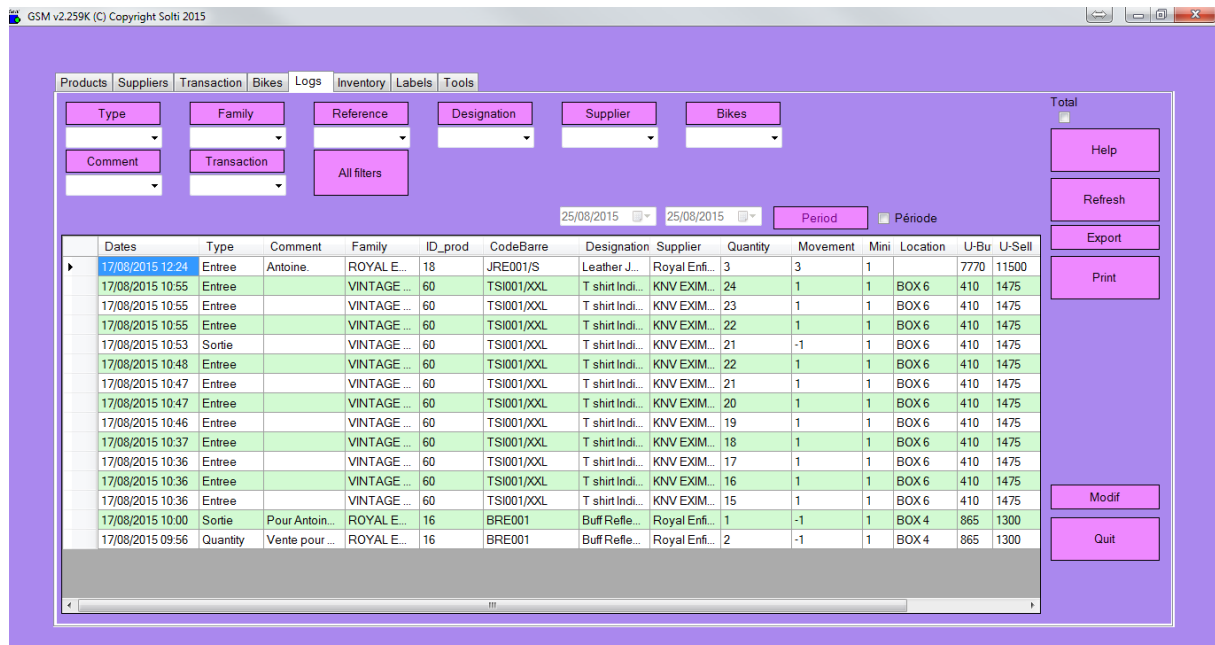 GSM v2.259K (C) Copyright Solti 2015
Products Suppliers Transaction Bikes Logs Inventory Labels Tools
Type Family Reference Designation Supplier Bikes
Comment Transaction All filters
Total
Help
Refresh
25/08/2015 25/08/2015 Period Période
Export
Print
Dates Type Comment Family ID_prod CodeBarre Designation Supplier Quantity Movement Mini Location U-Bu U-Sell
17/08/2015 12:24 Entree Antoine. ROYAL E... 18 JRE001/S Leather J... Royal Enfi... 3 3 1 7770 11500
17/08/2015 10:55 Entree VINTAGE ... 60 TSI001/XXL T shirt Indi... KNV EXIM... 24 1 1 BOX 6 410 1475
17/08/2015 10:55 Entree VINTAGE ... 60 TSI001/XXL T shirt Indi... KNV EXIM... 23 1 1 BOX 6 410 1475
17/08/2015 10:55 Entree VINTAGE ... 60 TSI001/XXL T shirt Indi... KNV EXIM... 22 1 1 BOX 6 410 1475
17/08/2015 10:53 Sortie VINTAGE ... 60 TSI001/XXL T shirt Indi... KNV EXIM... 21 -1 1 BOX 6 410 1475
17/08/2015 10:48 Entree VINTAGE ... 60 TSI001/XXL T shirt Indi... KNV EXIM... 22 1 1 BOX 6 410 1475
17/08/2015 10:47 Entree VINTAGE ... 60 TSI001/XXL T shirt Indi... KNV EXIM... 21 1 1 BOX 6 410 1475
17/08/2015 10:47 Entree VINTAGE ... 60 TSI001/XXL T shirt Indi... KNV EXIM... 20 1 1 BOX 6 410 1475
17/08/2015 10:46 Entree VINTAGE ... 60 TSI001/XXL T shirt Indi... KNV EXIM... 19 1 1 BOX 6 410 1475
17/08/2015 10:37 Entree VINTAGE ... 60 TSI001/XXL T shirt Indi... KNV EXIM... 18 1 1 BOX 6 410 1475
17/08/2015 10:36 Entree VINTAGE ... 60 TSI001/XXL T shirt Indi... KNV EXIM... 17 1 1 BOX 6 410 1475
17/08/2015 10:36 Entree VINTAGE ... 60 TSI001/XXL T shirt Indi... KNV EXIM... 16 1 1 BOX 6 410 1475
17/08/2015 10:36 Entree VINTAGE ... 60 TSI001/XXL T shirt Indi... KNV EXIM... 15 1 1 BOX 6 410 1475
17/08/2015 10:00 Sortie Pour Antoin... ROYAL E... 16 BRE001 Buff Refle... Royal Enfi... 1 -1 1 BOX 4 865 1300
17/08/2015 09:56 Quantity Vente pour ... ROYAL E... 16 BRE001 Buff Refle... Royal Enfi... 2 -1 1 BOX 4 865 1300
Modif
Quit